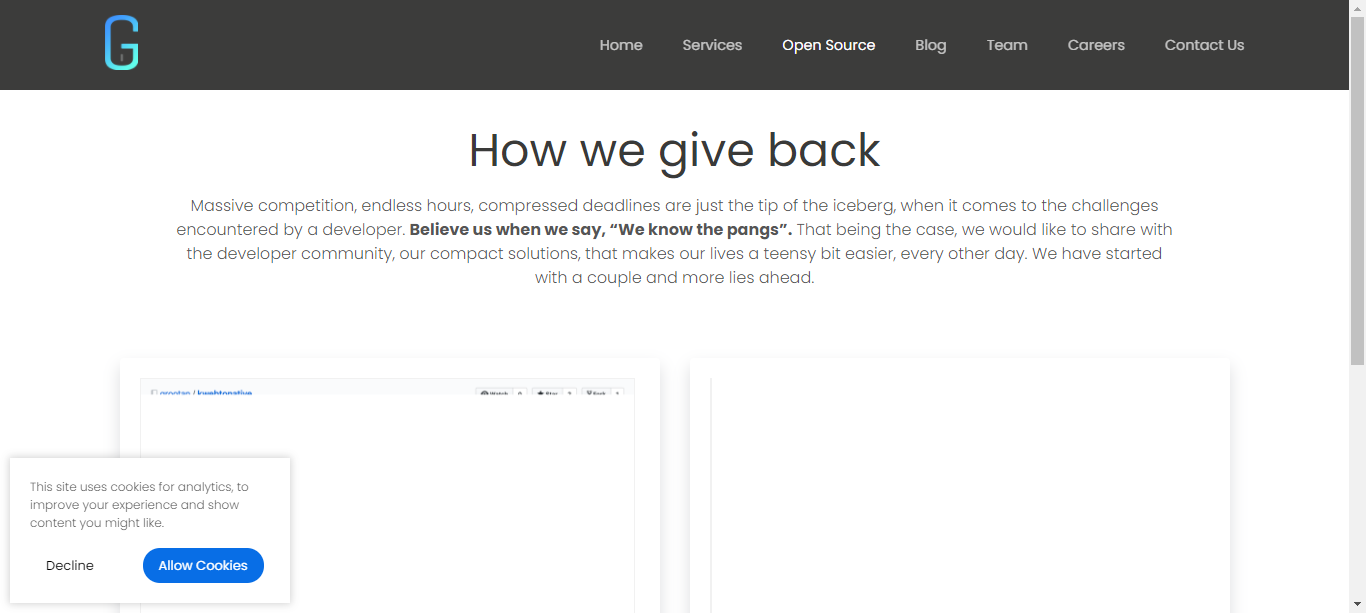 G
Home Services Open Source Blog Team Careers Contact Us
How we give back
Massive competition, endless hours, compressed deadlines are just the tip of the iceberg, when it comes to the challenges
encountered by a developer. Believe us when we say, “We know the pangs”. That being the case, we would like to share with
the developer community, our compact solutions, that makes our lives a teensy bit easier, every other day. We have started
with a couple and more lies ahead.
grootan / kwebtonative Watch 0 Star Fork
This site uses cookies for analytics, to
improve your experience and show
content you might like.
Decline Allow Cookies